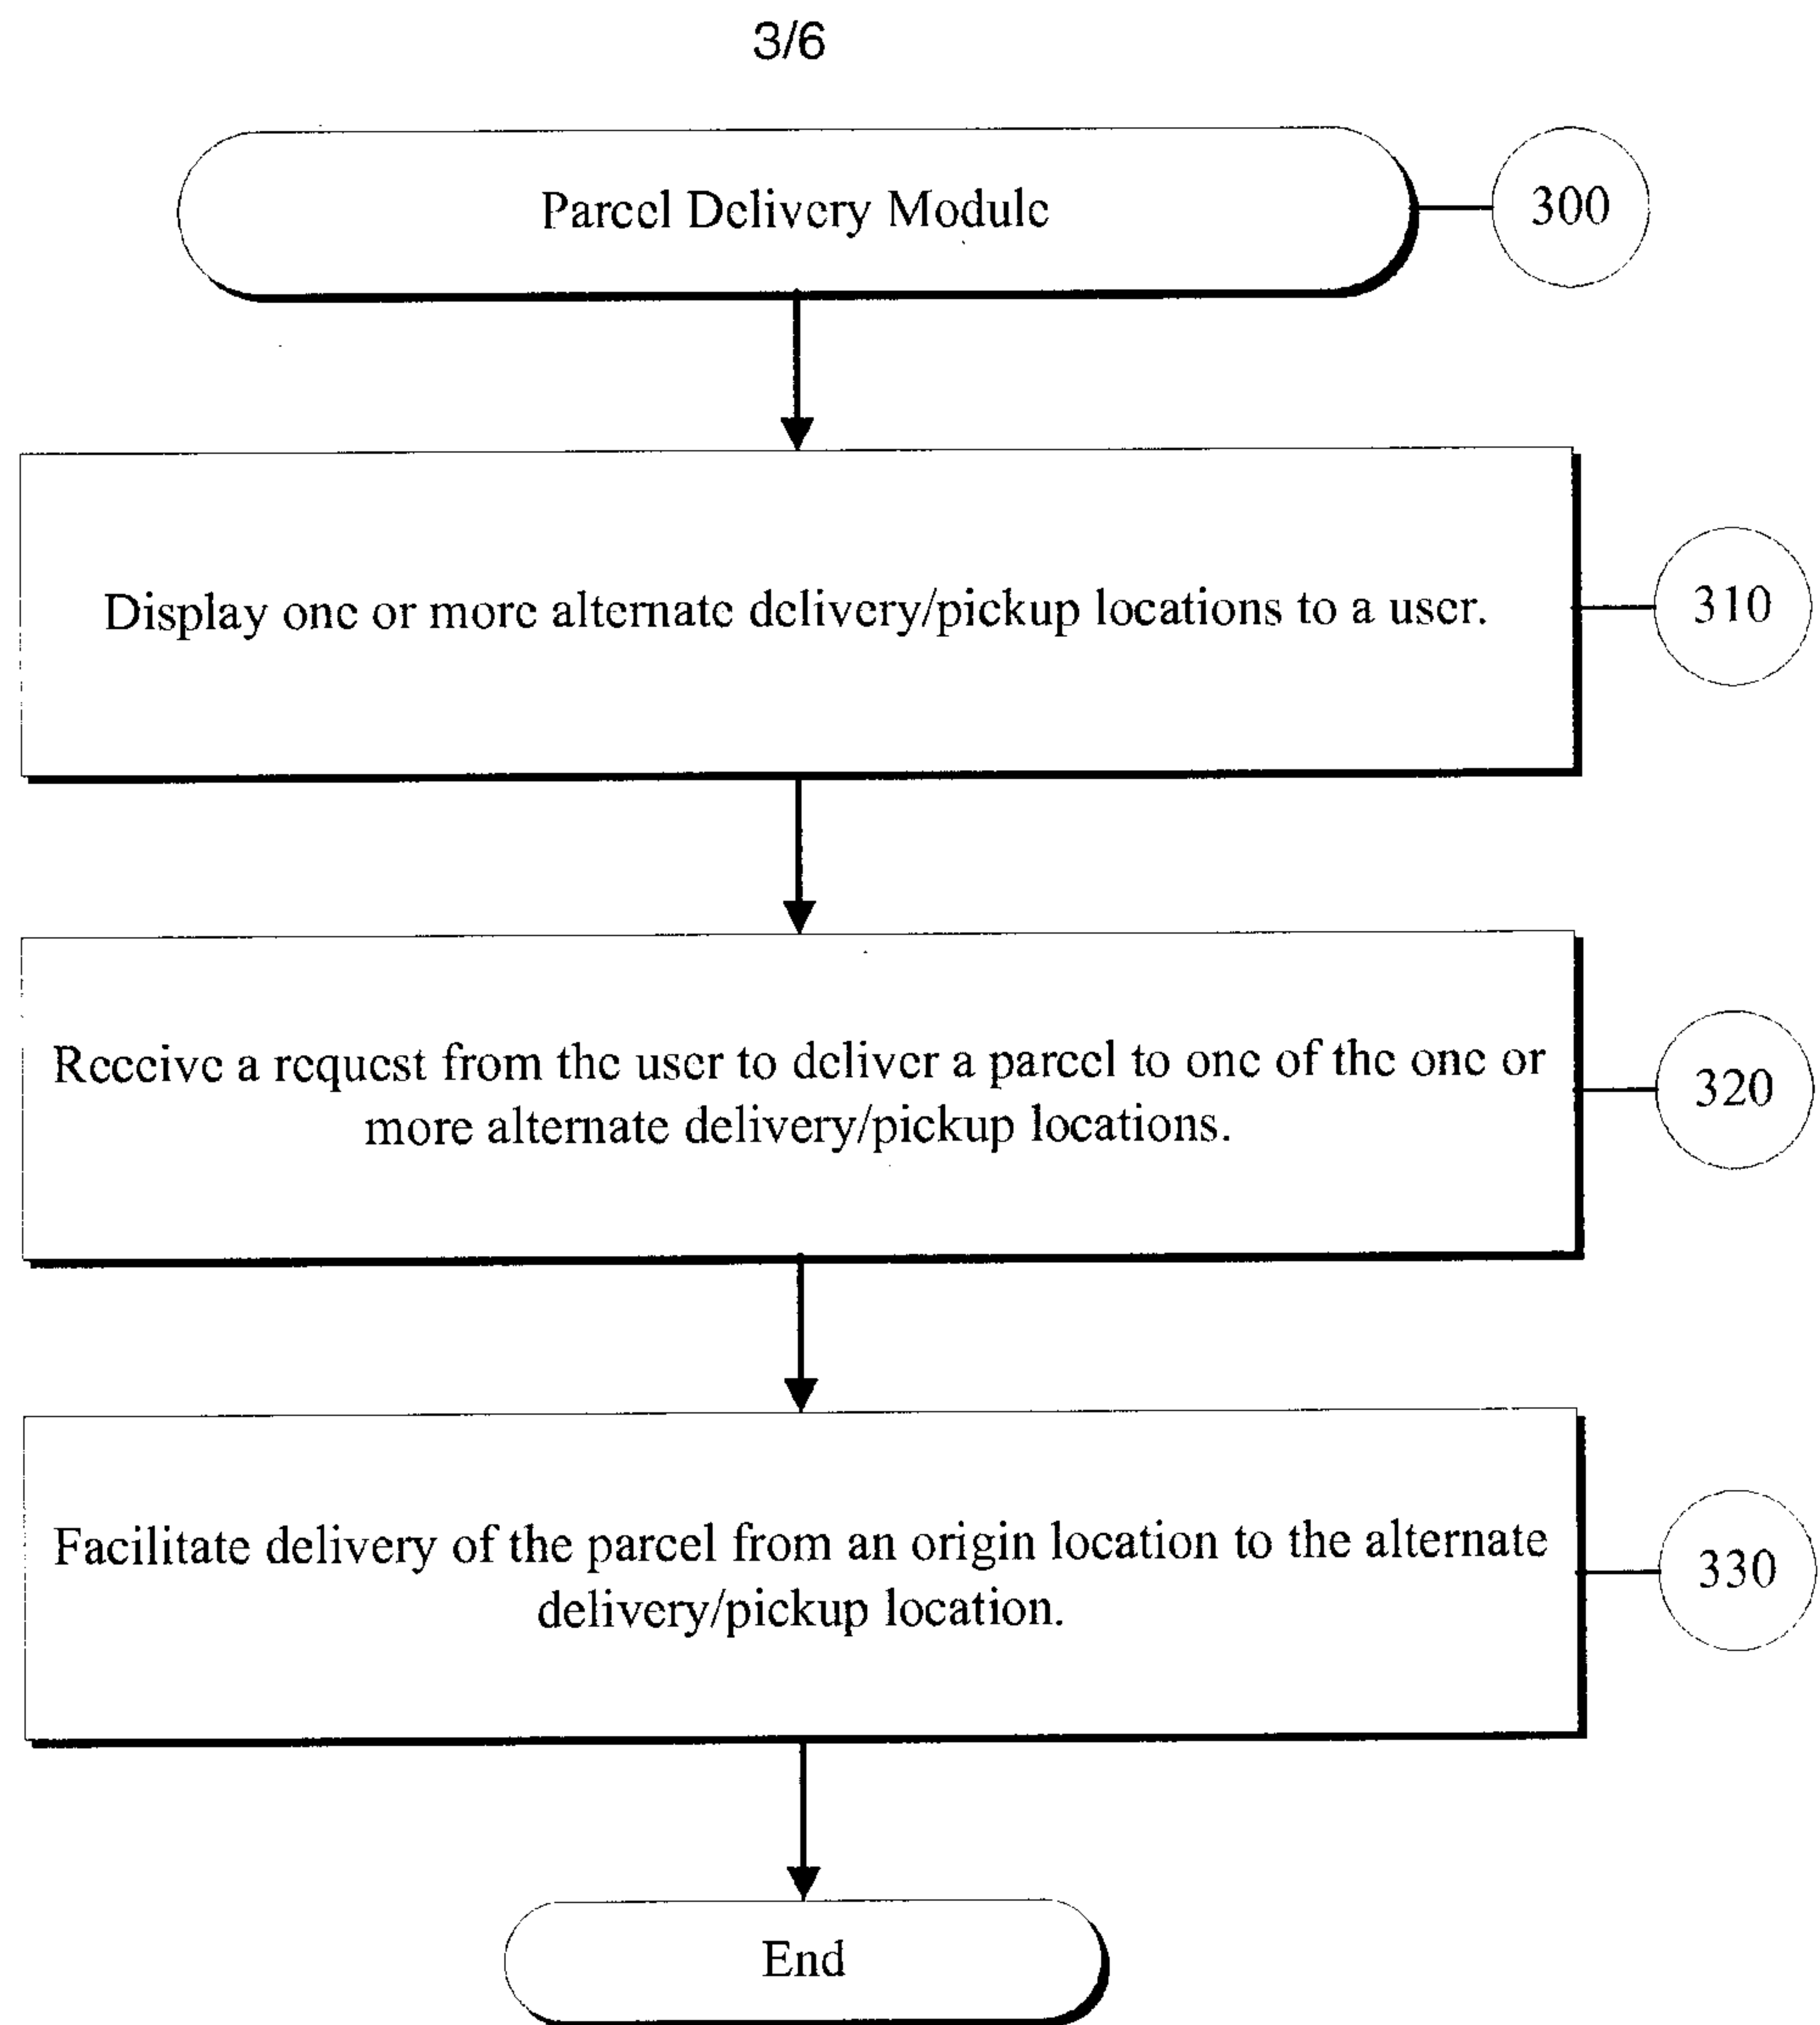 3/6
Parcel Delivery Module
300
Display one or more alternate delivery/pickup locations to a user.
310
Receive a request from the user to deliver a parcel to one of the one or
more alternate delivery/pickup locations.
320
Facilitate delivery of the parcel from an origin location to the alternate
delivery/pickup location.
330
End